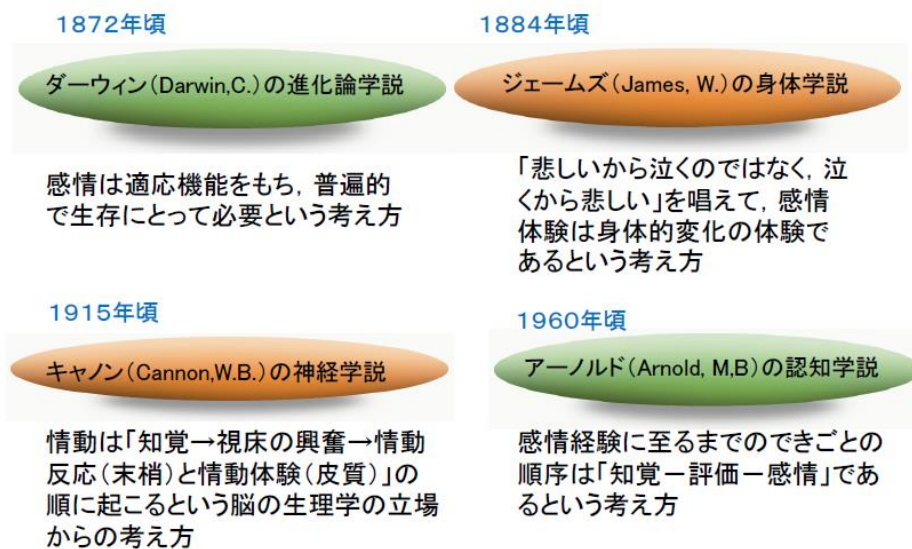 1872年頃
ダーウィン(Darwin,C.)の進化論学説
感情は適応機能をもち，普遍的
で生存にとって必要という考え方
1884年頃
ジェームズ(James, W.)の身体学説
「悲しいから泣くのではなく，泣
くから悲しい」を唱えて，感情
体験は身体的変化の体験で
あるという考え方
1915年頃
キャノン(Cannon,W.B.)の神経学説
情動は「知覚→視床の興奮→情動
反応(末梢)と情動体験(皮質)」の
順に起こるという脳の生理学の立場
からの考え方
1960年頃
アーノルド(Arnold, M,B)の認知学説
感情経験に至るまでのできごとの
順序は「知覚－評価－感情」であ
るという考え方